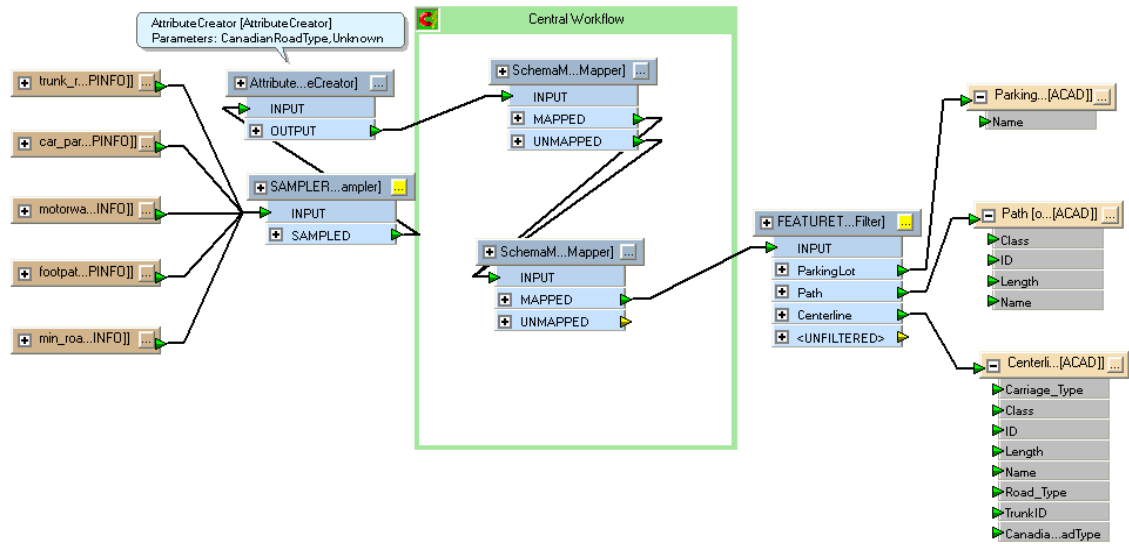 AttributeCreator [AttributeCreator]
Parameters: CanadianRoadType,Unknown
Central Workflow
trunk_r...PINFO]] ...
car_par...PINFO]] ...
motorwa...INFO]] ...
footpat...PINFO]] ...
min_roa...INFO]] ...
Attribute...eCreator] ...
INPUT
OUTPUT
SAMPLER...ampler] ...
INPUT
SAMPLED
SchemaM...Mapper] ...
INPUT
MAPPED
UNMAPPED
SchemaM...Mapper] ...
INPUT
MAPPED
UNMAPPED
FEATURET...Filter] ...
INPUT
ParkingLot
Path
Centerline
<UNFILTERED>
Parking...[ACAD]] ...
Name
Path [o...[ACAD]] ...
Class
ID
Length
Name
Centerli...[ACAD]] ...
Carriage_Type
Class
ID
Length
Name
Road_Type
TrunkID
Canadia...adType